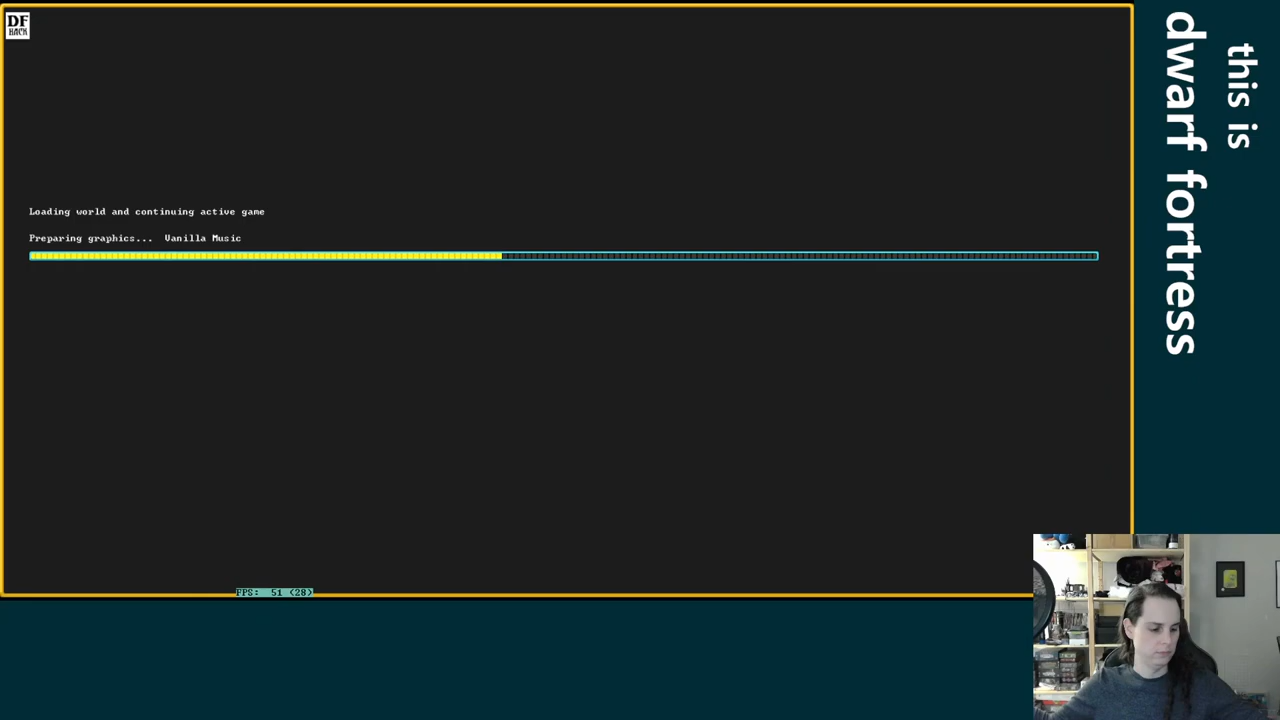 DF
HACK
Loading world and continuing active game
Preparing graphics... Vanilla Music
FPS: 51 (28)
this is
dwarf fortress